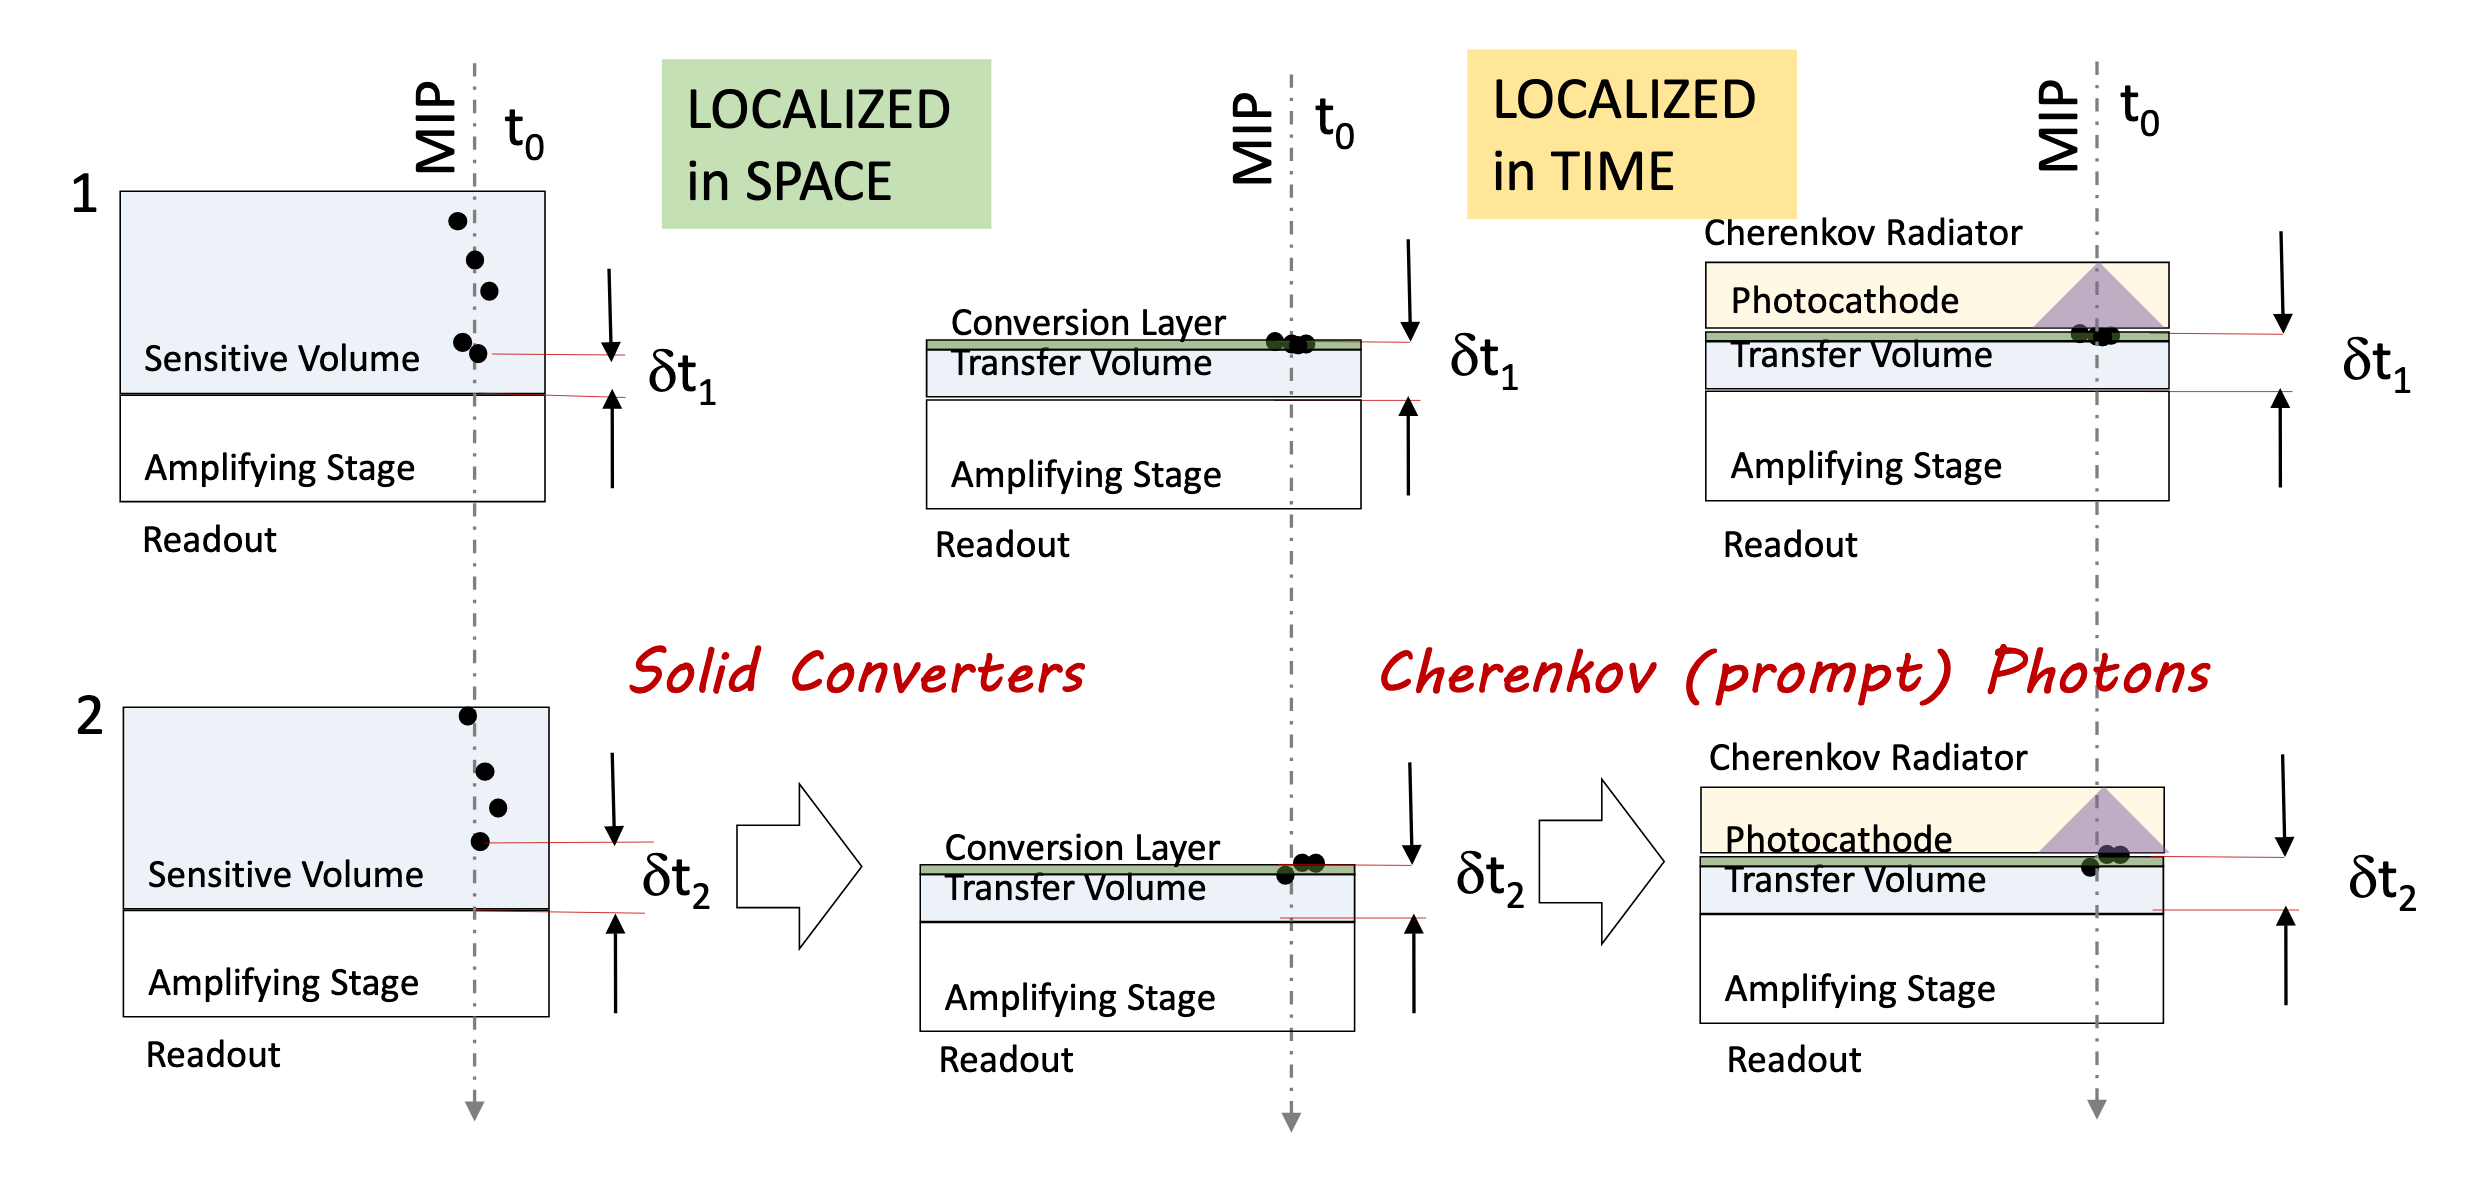 MIP
t0
LOCALIZED
in SPACE
MIP
t0
LOCALIZED
in TIME
MIP
t0
1
Sensitive Volume
δt1
Amplifying Stage
Readout
Conversion Layer
Transfer Volume
δt1
Amplifying Stage
Readout
Cherenkov Radiator
Photocathode
Transfer Volume
δt1
Amplifying Stage
Readout
Solid Converters
Cherenkov (prompt) Photons
2
Sensitive Volume
δt2
Amplifying Stage
Readout
Conversion Layer
Transfer Volume
δt2
Amplifying Stage
Readout
Cherenkov Radiator
Photocathode
Transfer Volume
δt2
Amplifying Stage
Readout